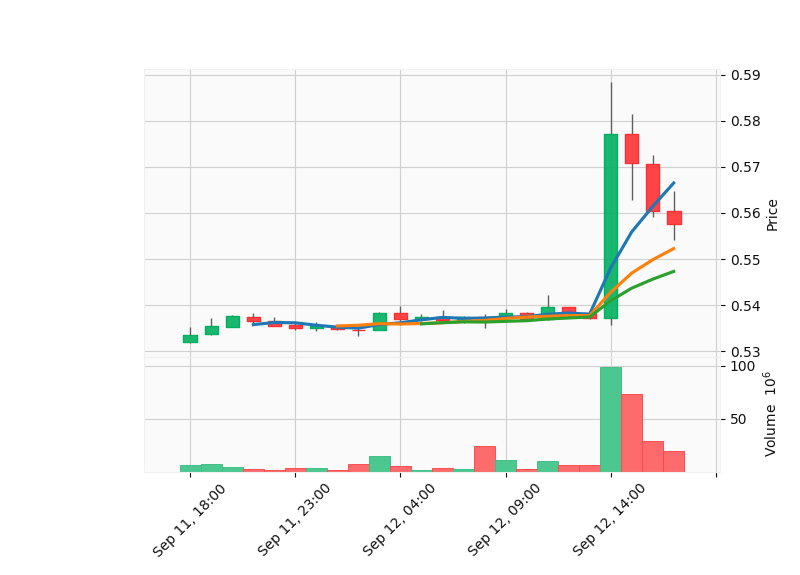 0.59
0.58
0.57
0.56
0.55
0.54
0.53
Price
100
50
Volume 10^6
Sep 11, 18:00
Sep 11, 23:00
Sep 12, 04:00
Sep 12, 09:00
Sep 12, 14:00